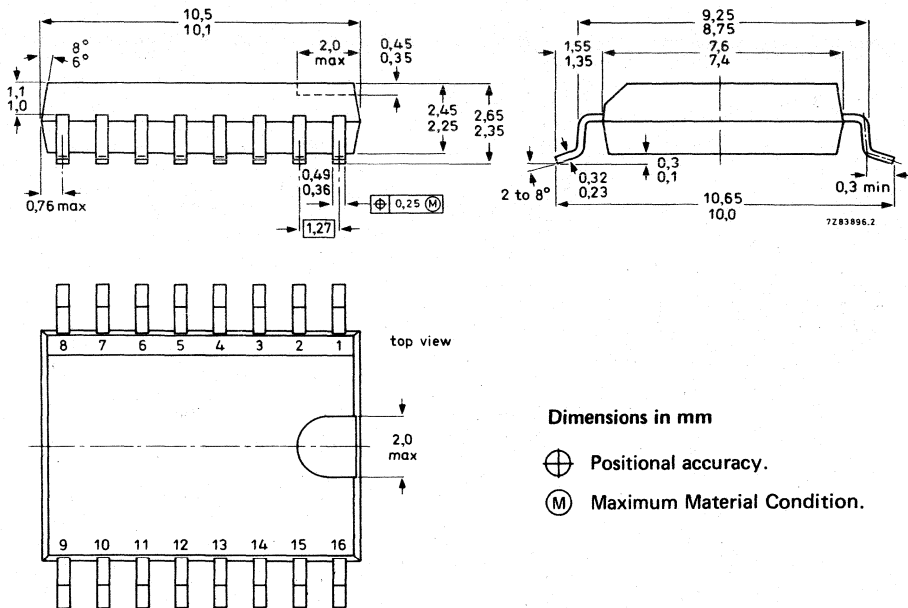 10,5
10,1
8°
6°
2,0
max
0,45
0,35
1,1
1,0
2,45
2,25
2,65
2,35
0,76 max
0,49
0,36
⌖ 0,25 Ⓜ
1,27
9,25
8,75
1,55
1,35
7,6
7,4
2 to 8°
0,32
0,23
0,3
0,1
0,3 min
10,65
10,0
7Z83896.2
8 7 6 5 4 3 2 1
top view
2,0
max
9 10 11 12 13 14 15 16
Dimensions in mm
⌖ Positional accuracy.
Ⓜ Maximum Material Condition.